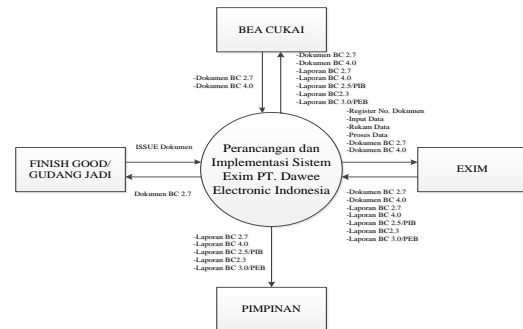 BEA CUKAI
-Dokumen BC 2.7
-Dokumen BC 4.0
-Dokumen BC 2.7
-Dokumen BC 4.0
-Laporan BC 2.7
-Laporan BC 4.0
-Laporan BC 2.5/PIB
-Laporan BC2.3
-Laporan BC 3.0/PEB
-Register No. Dokumen
-Input Data
-Rekam Data
-Proses Data
-Dokumen BC 2.7
-Dokumen BC 4.0
FINISH GOOD/
GUDANG JADI
ISSUE Dokumen
Dokumen BC 2.7
Perancangan dan
Implementasi Sistem
Exim PT. Dawee
Electronic Indonesia
EXIM
-Dokumen BC 2.7
-Dokumen BC 4.0
-Laporan BC 2.7
-Laporan BC 4.0
-Laporan BC 2.5/PIB
-Laporan BC2.3
-Laporan BC 3.0/PEB
-Laporan BC 2.7
-Laporan BC 4.0
-Laporan BC 2.5/PIB
-Laporan BC2.3
-Laporan BC 3.0/PEB
PIMPINAN